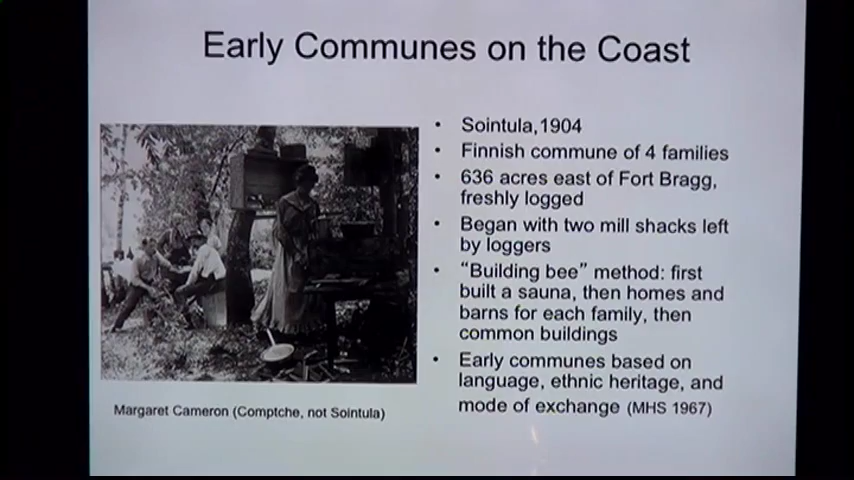 Early Communes on the Coast
• Sointula,1904
• Finnish commune of 4 families
• 636 acres east of Fort Bragg,
freshly logged
• Began with two mill shacks left
by loggers
• “Building bee” method: first
built a sauna, then homes and
barns for each family, then
common buildings
• Early communes based on
language, ethnic heritage, and
mode of exchange (MHS 1967)
Margaret Cameron (Comptche, not Sointula)